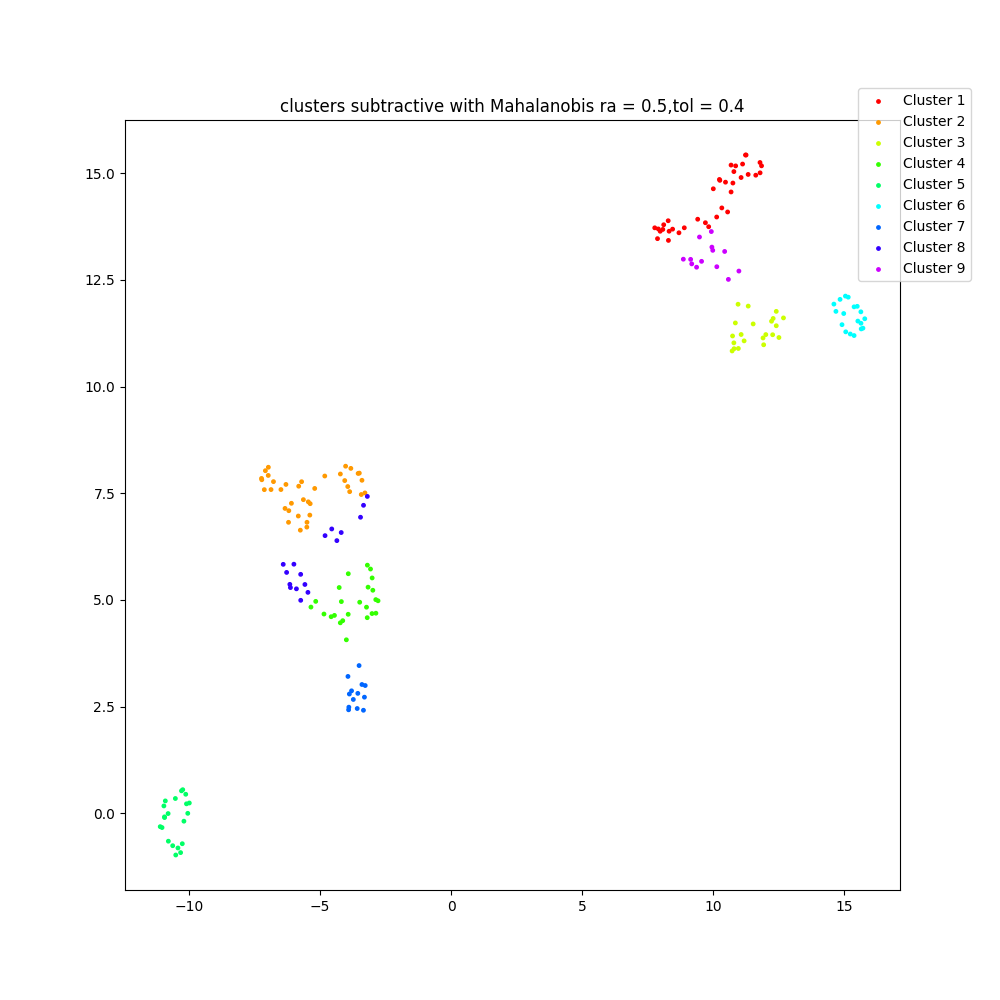 clusters subtractive with Mahalanobis ra = 0.5,tol = 0.4
Cluster 1
Cluster 2
Cluster 3
Cluster 4
Cluster 5
Cluster 6
Cluster 7
Cluster 8
Cluster 9
15.0
12.5
10.0
7.5
5.0
2.5
0.0
−10
−5
0
5
10
15